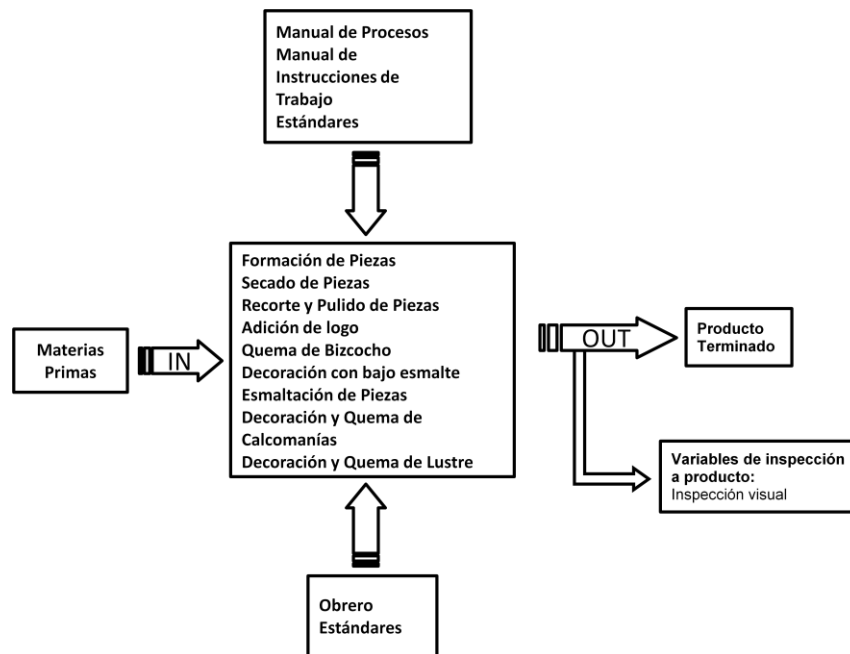 Manual de Procesos
Manual de
Instrucciones de
Trabajo
Estándares
Materias
Primas
IN
Formación de Piezas
Secado de Piezas
Recorte y Pulido de Piezas
Adición de logo
Quema de Bizcocho
Decoración con bajo esmalte
Esmaltación de Piezas
Decoración y Quema de
Calcomanías
Decoración y Quema de Lustre
OUT
Producto
Terminado
Variables de inspección
a producto:
Inspección visual
Obrero
Estándares